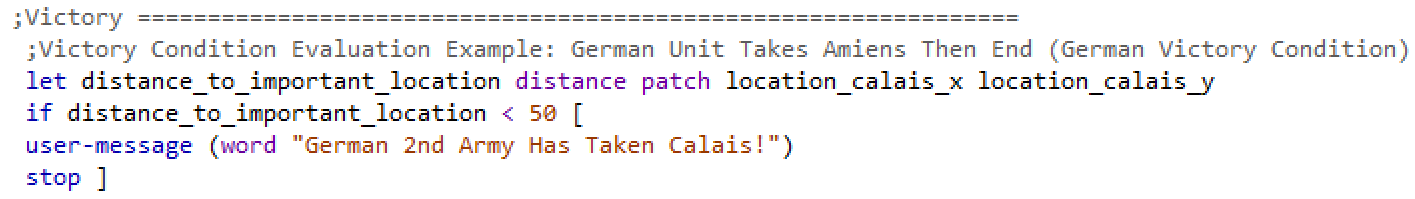 ;Victory ===============================================================
;Victory Condition Evaluation Example: German Unit Takes Amiens Then End (German Victory Condition)
let distance_to_important_location distance patch location_calais_x location_calais_y
if distance_to_important_location < 50 [
user-message (word "German 2nd Army Has Taken Calais!")
stop ]